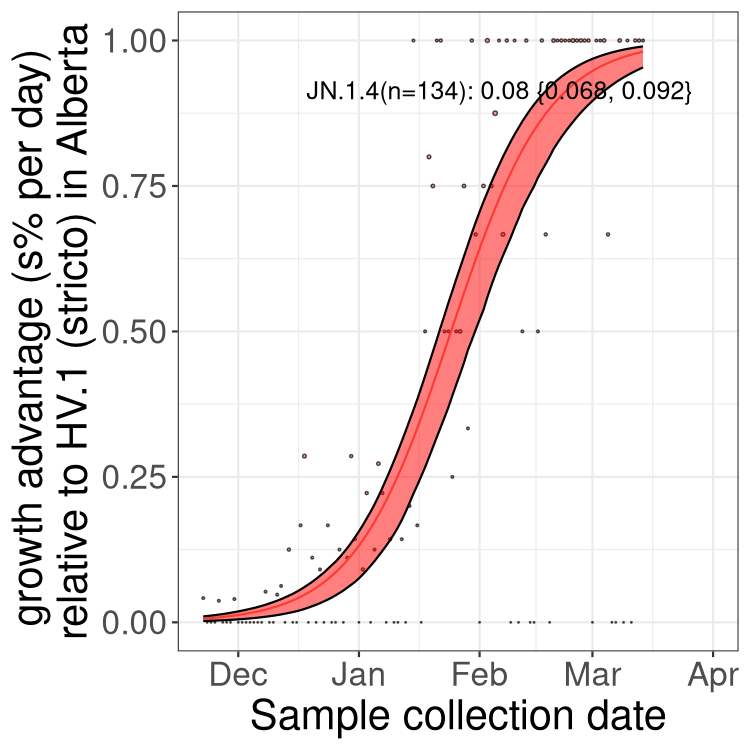 growth advantage (s% per day)
relative to HV.1 (stricto) in Alberta
1.00
0.75
0.50
0.25
0.00
JN.1.4(n=134): 0.08 {0.068, 0.092}
Dec Jan Feb Mar Apr
Sample collection date